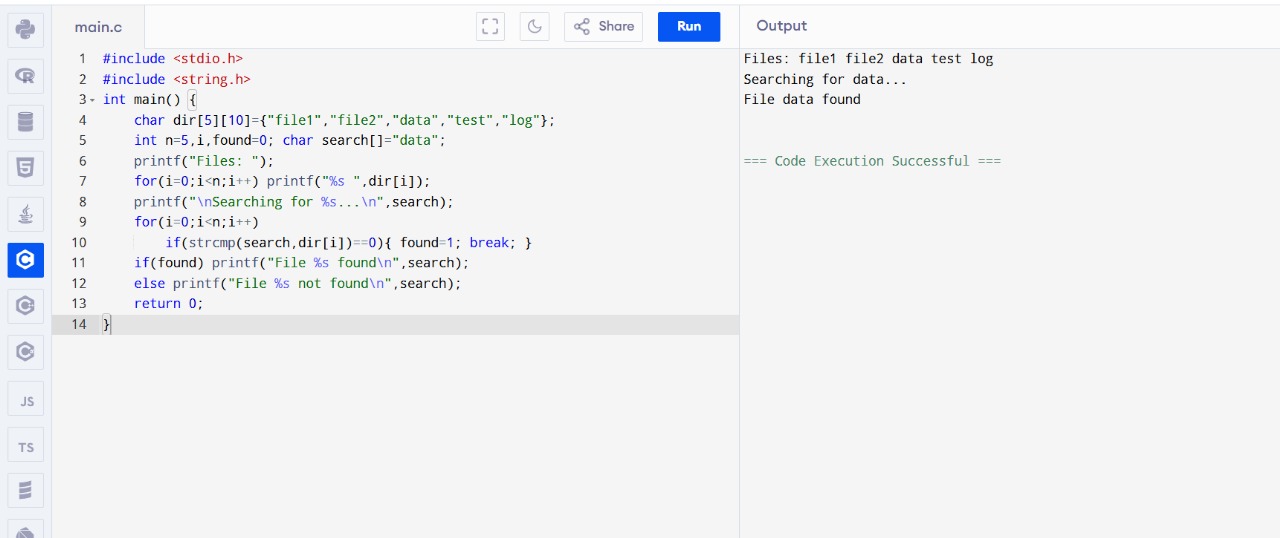 main.c
Share
Run
Output
1 #include <stdio.h>
2 #include <string.h>
3 int main() {
4     char dir[5][10]={"file1","file2","data","test","log"};
5     int n=5,i,found=0; char search[]="data";
6     printf("Files: ");
7     for(i=0;i<n;i++) printf("%s ",dir[i]);
8     printf("\nSearching for %s...\n",search);
9     for(i=0;i<n;i++)
10         if(strcmp(search,dir[i])==0){ found=1; break; }
11     if(found) printf("File %s found\n",search);
12     else printf("File %s not found\n",search);
13     return 0;
14 }
Files: file1 file2 data test log
Searching for data...
File data found
=== Code Execution Successful ===
R
5
C
C
C
JS
TS